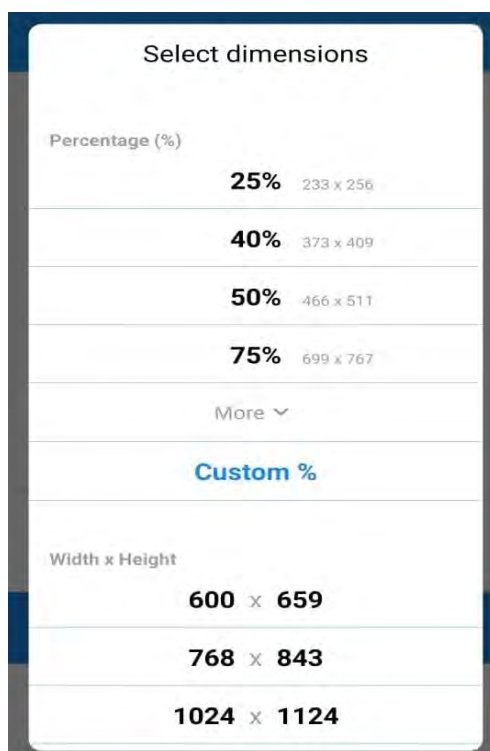 Select dimensions
Percentage (%)
25% 233 x 256
40% 373 x 409
50% 466 x 511
75% 699 x 767
More
Custom %
Width x Height
600 x 659
768 x 843
1024 x 1124